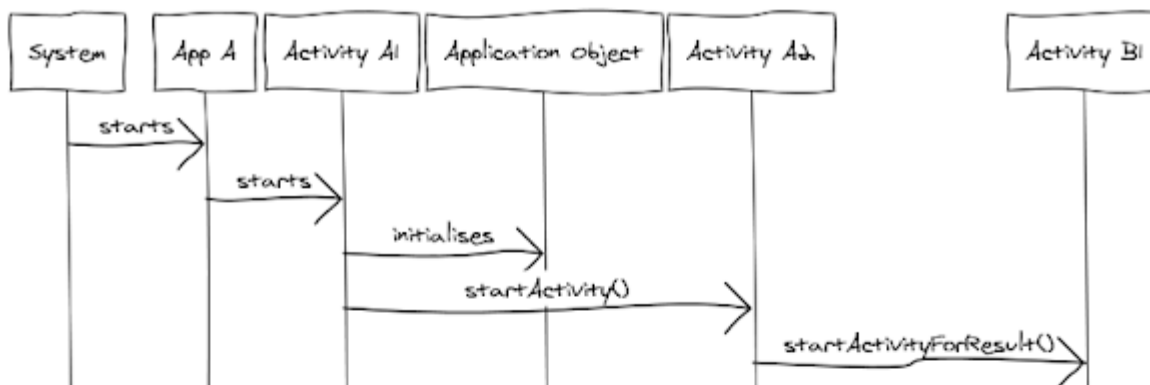 System
App A
Activity A1
Application Object
Activity A2
Activity B1
starts
starts
initialises
startActivity()
startActivityForResult()